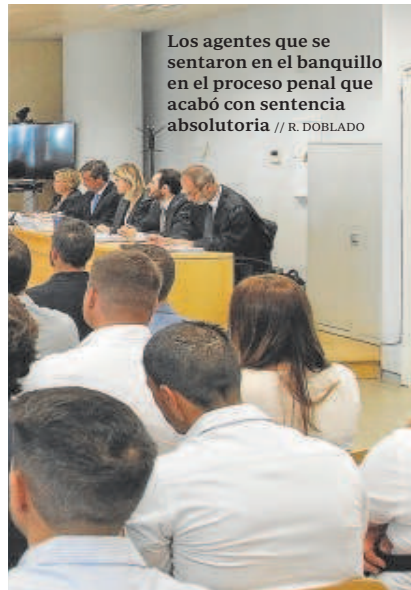 Los agentes que se
sentaron en el banquillo
en el proceso penal que
acabó con sentencia
absolutoria // R. DOBLADO